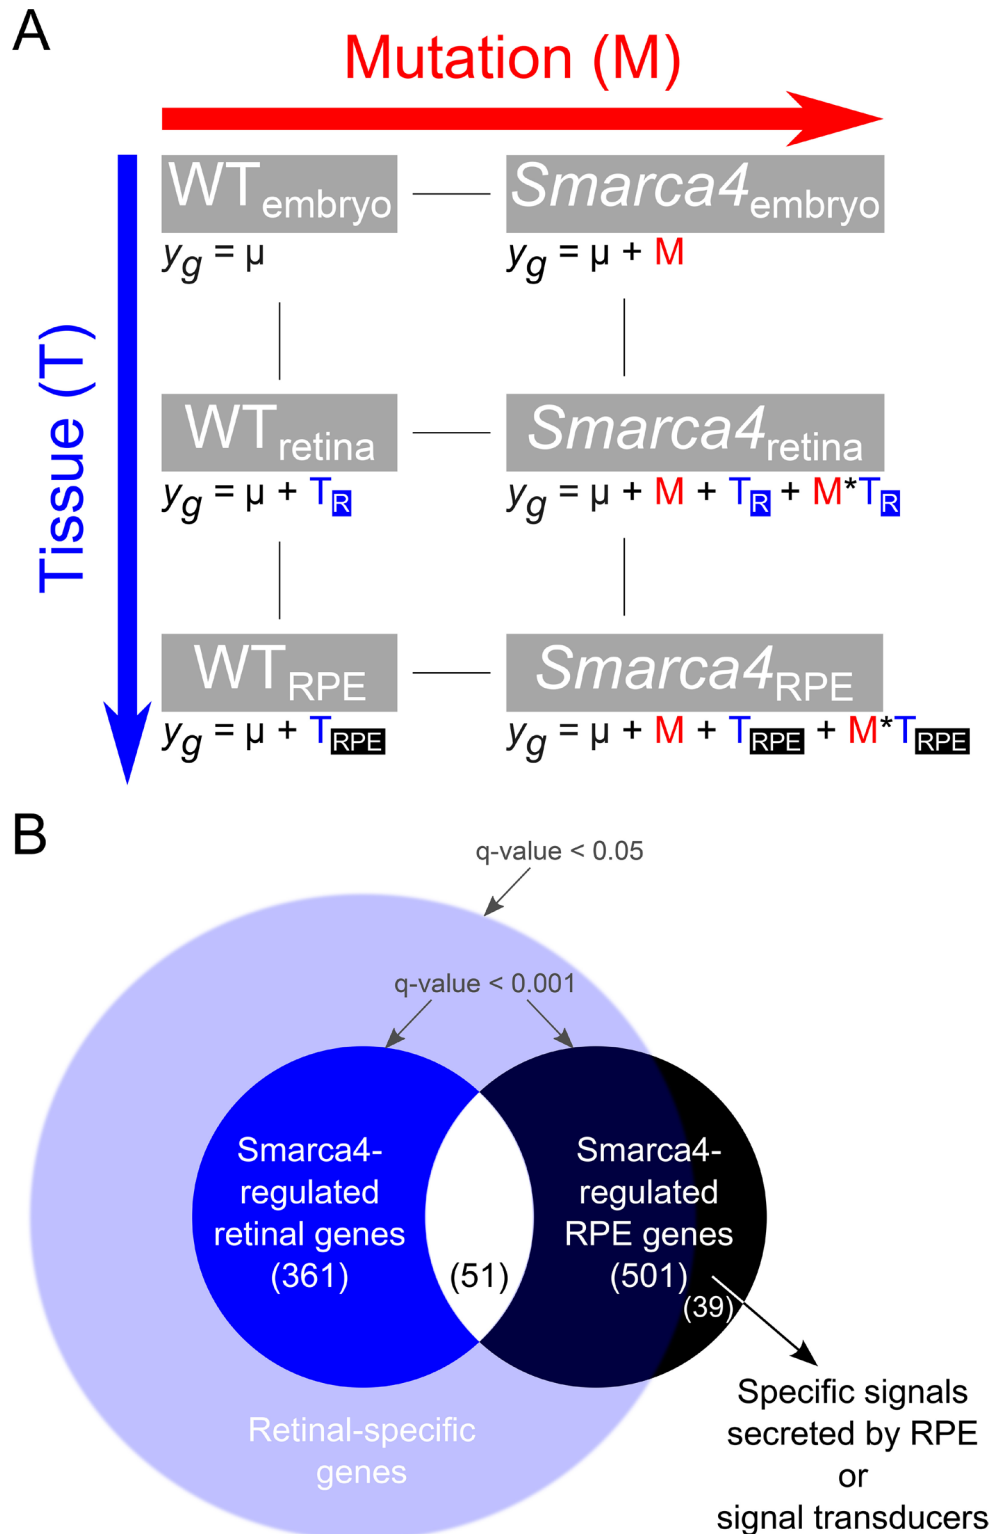 A
Mutation (M)
Tissue (T)
WTembryo
Smarca4embryo
yg = μ
yg = μ + M
WTretina
Smarca4retina
yg = μ + TR
yg = μ + M + TR + M*TR
WTRPE
Smarca4RPE
yg = μ + TRPE
yg = μ + M + TRPE + M*TRPE
B
q-value < 0.05
q-value < 0.001
Smarca4-
regulated
retinal genes
(361)
(51)
Smarca4-
regulated
RPE genes
(501)
(39)
Specific signals
secreted by RPE
or
signal transducers
Retinal-specific
genes